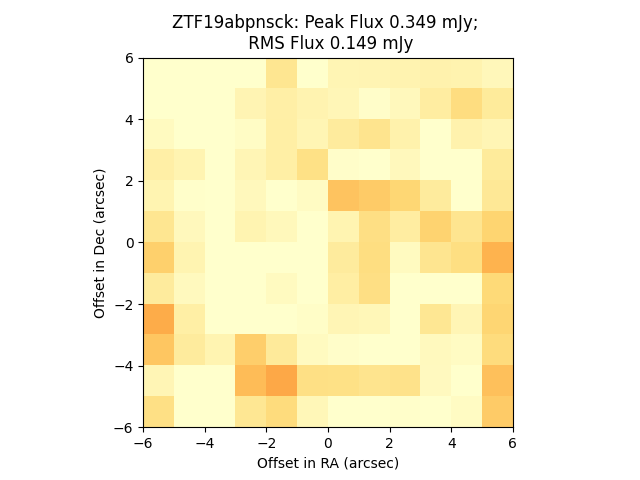 ZTF19abpnsck: Peak Flux 0.349 mJy;
RMS Flux 0.149 mJy
6
4
2
0
−2
−4
−6
Offset in Dec (arcsec)
−6 −4 −2 0 2 4 6
Offset in RA (arcsec)